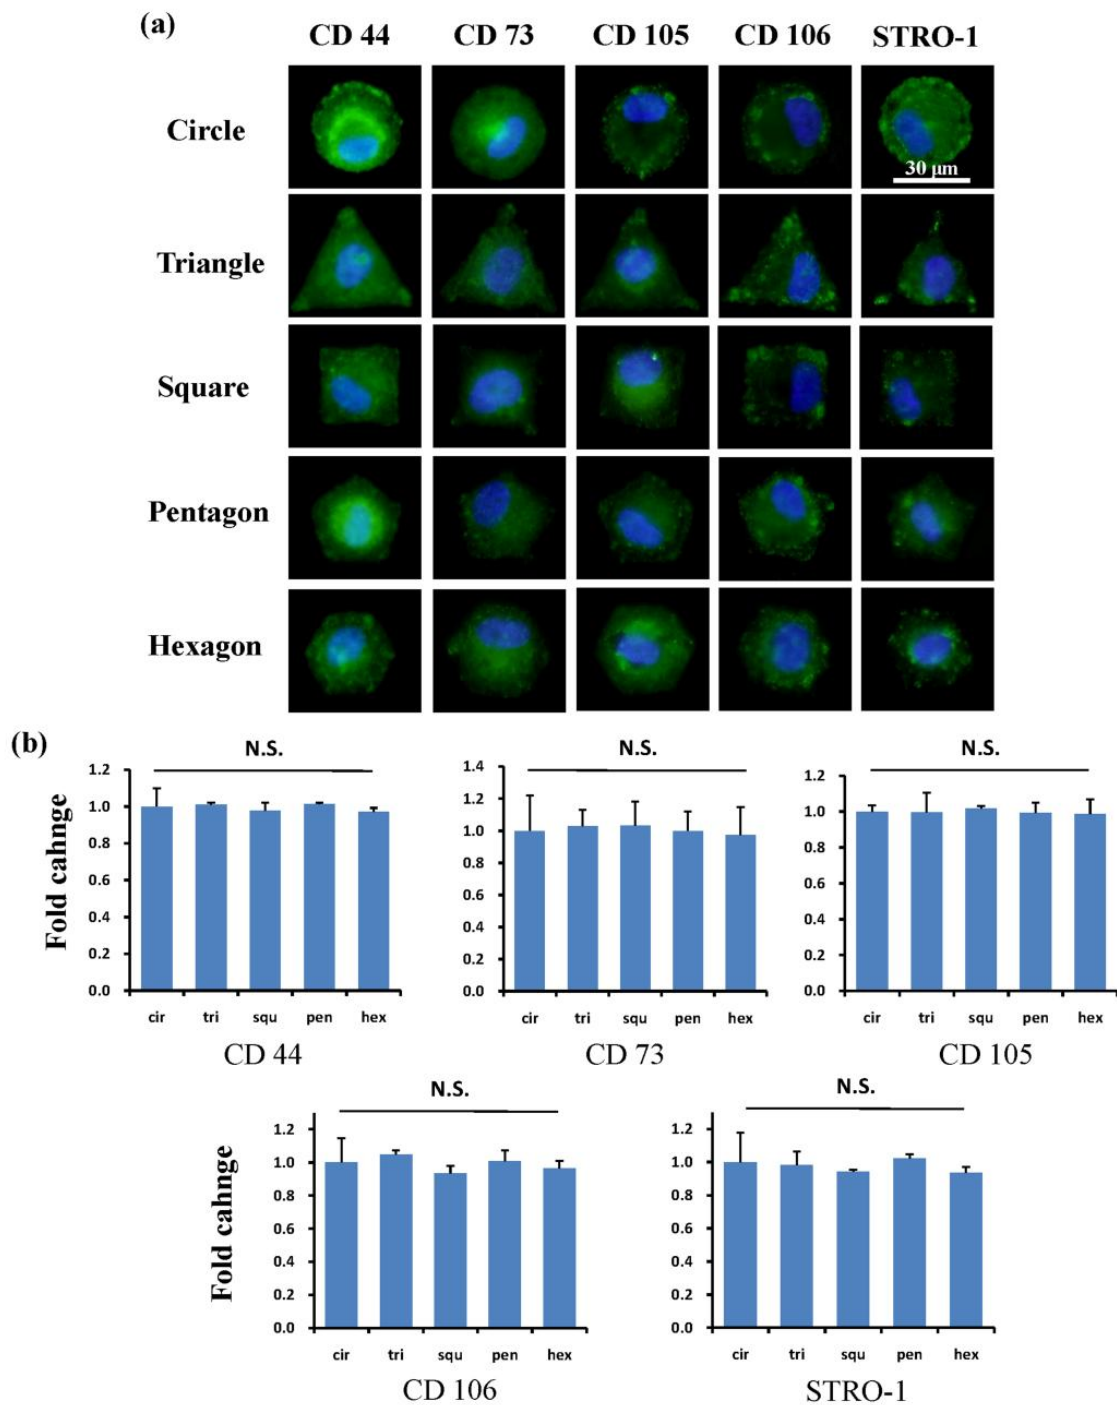 (a)
CD 44 CD 73 CD 105 CD 106 STRO-1
Circle
30 μm
Triangle
Square
Pentagon
Hexagon
(b)
N.S. N.S. N.S.
Fold cahnge
1.2
1.0
0.8
0.6
0.4
0.2
0.0
cir tri squ pen hex
CD 44
1.4
1.2
1.0
0.8
0.6
0.4
0.2
0.0
cir tri squ pen hex
CD 73
1.2
1.0
0.8
0.6
0.4
0.2
0.0
cir tri squ pen hex
CD 105
N.S. N.S.
Fold cahnge
1.2
1.0
0.8
0.6
0.4
0.2
0.0
cir tri squ pen hex
CD 106
1.2
1.0
0.8
0.6
0.4
0.2
0.0
cir tri squ pen hex
STRO-1